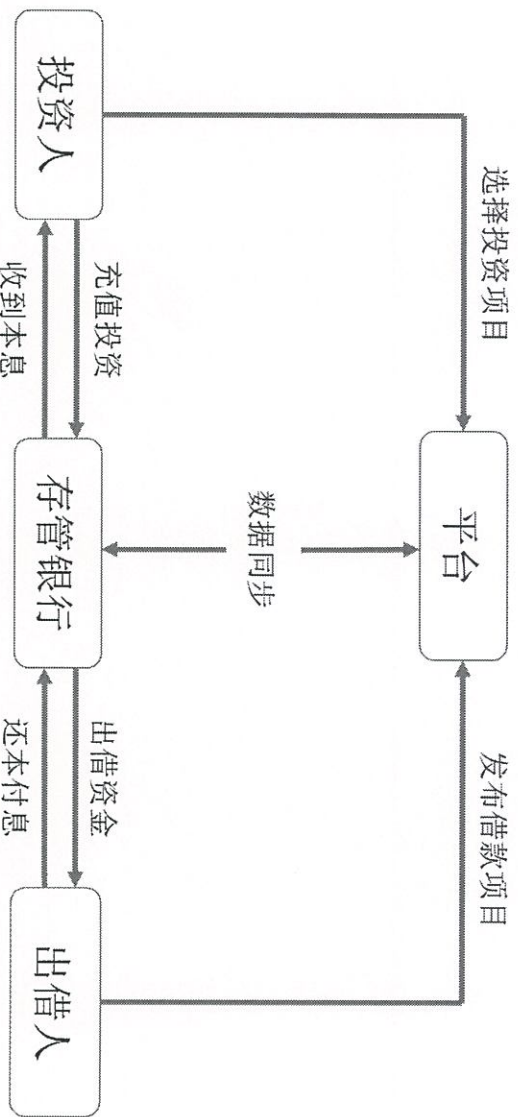 平台
选择投资项目
发布借款项目
数据同步
投资人
充值投资
收到本息
存管银行
出借资金
还本付息
出借人